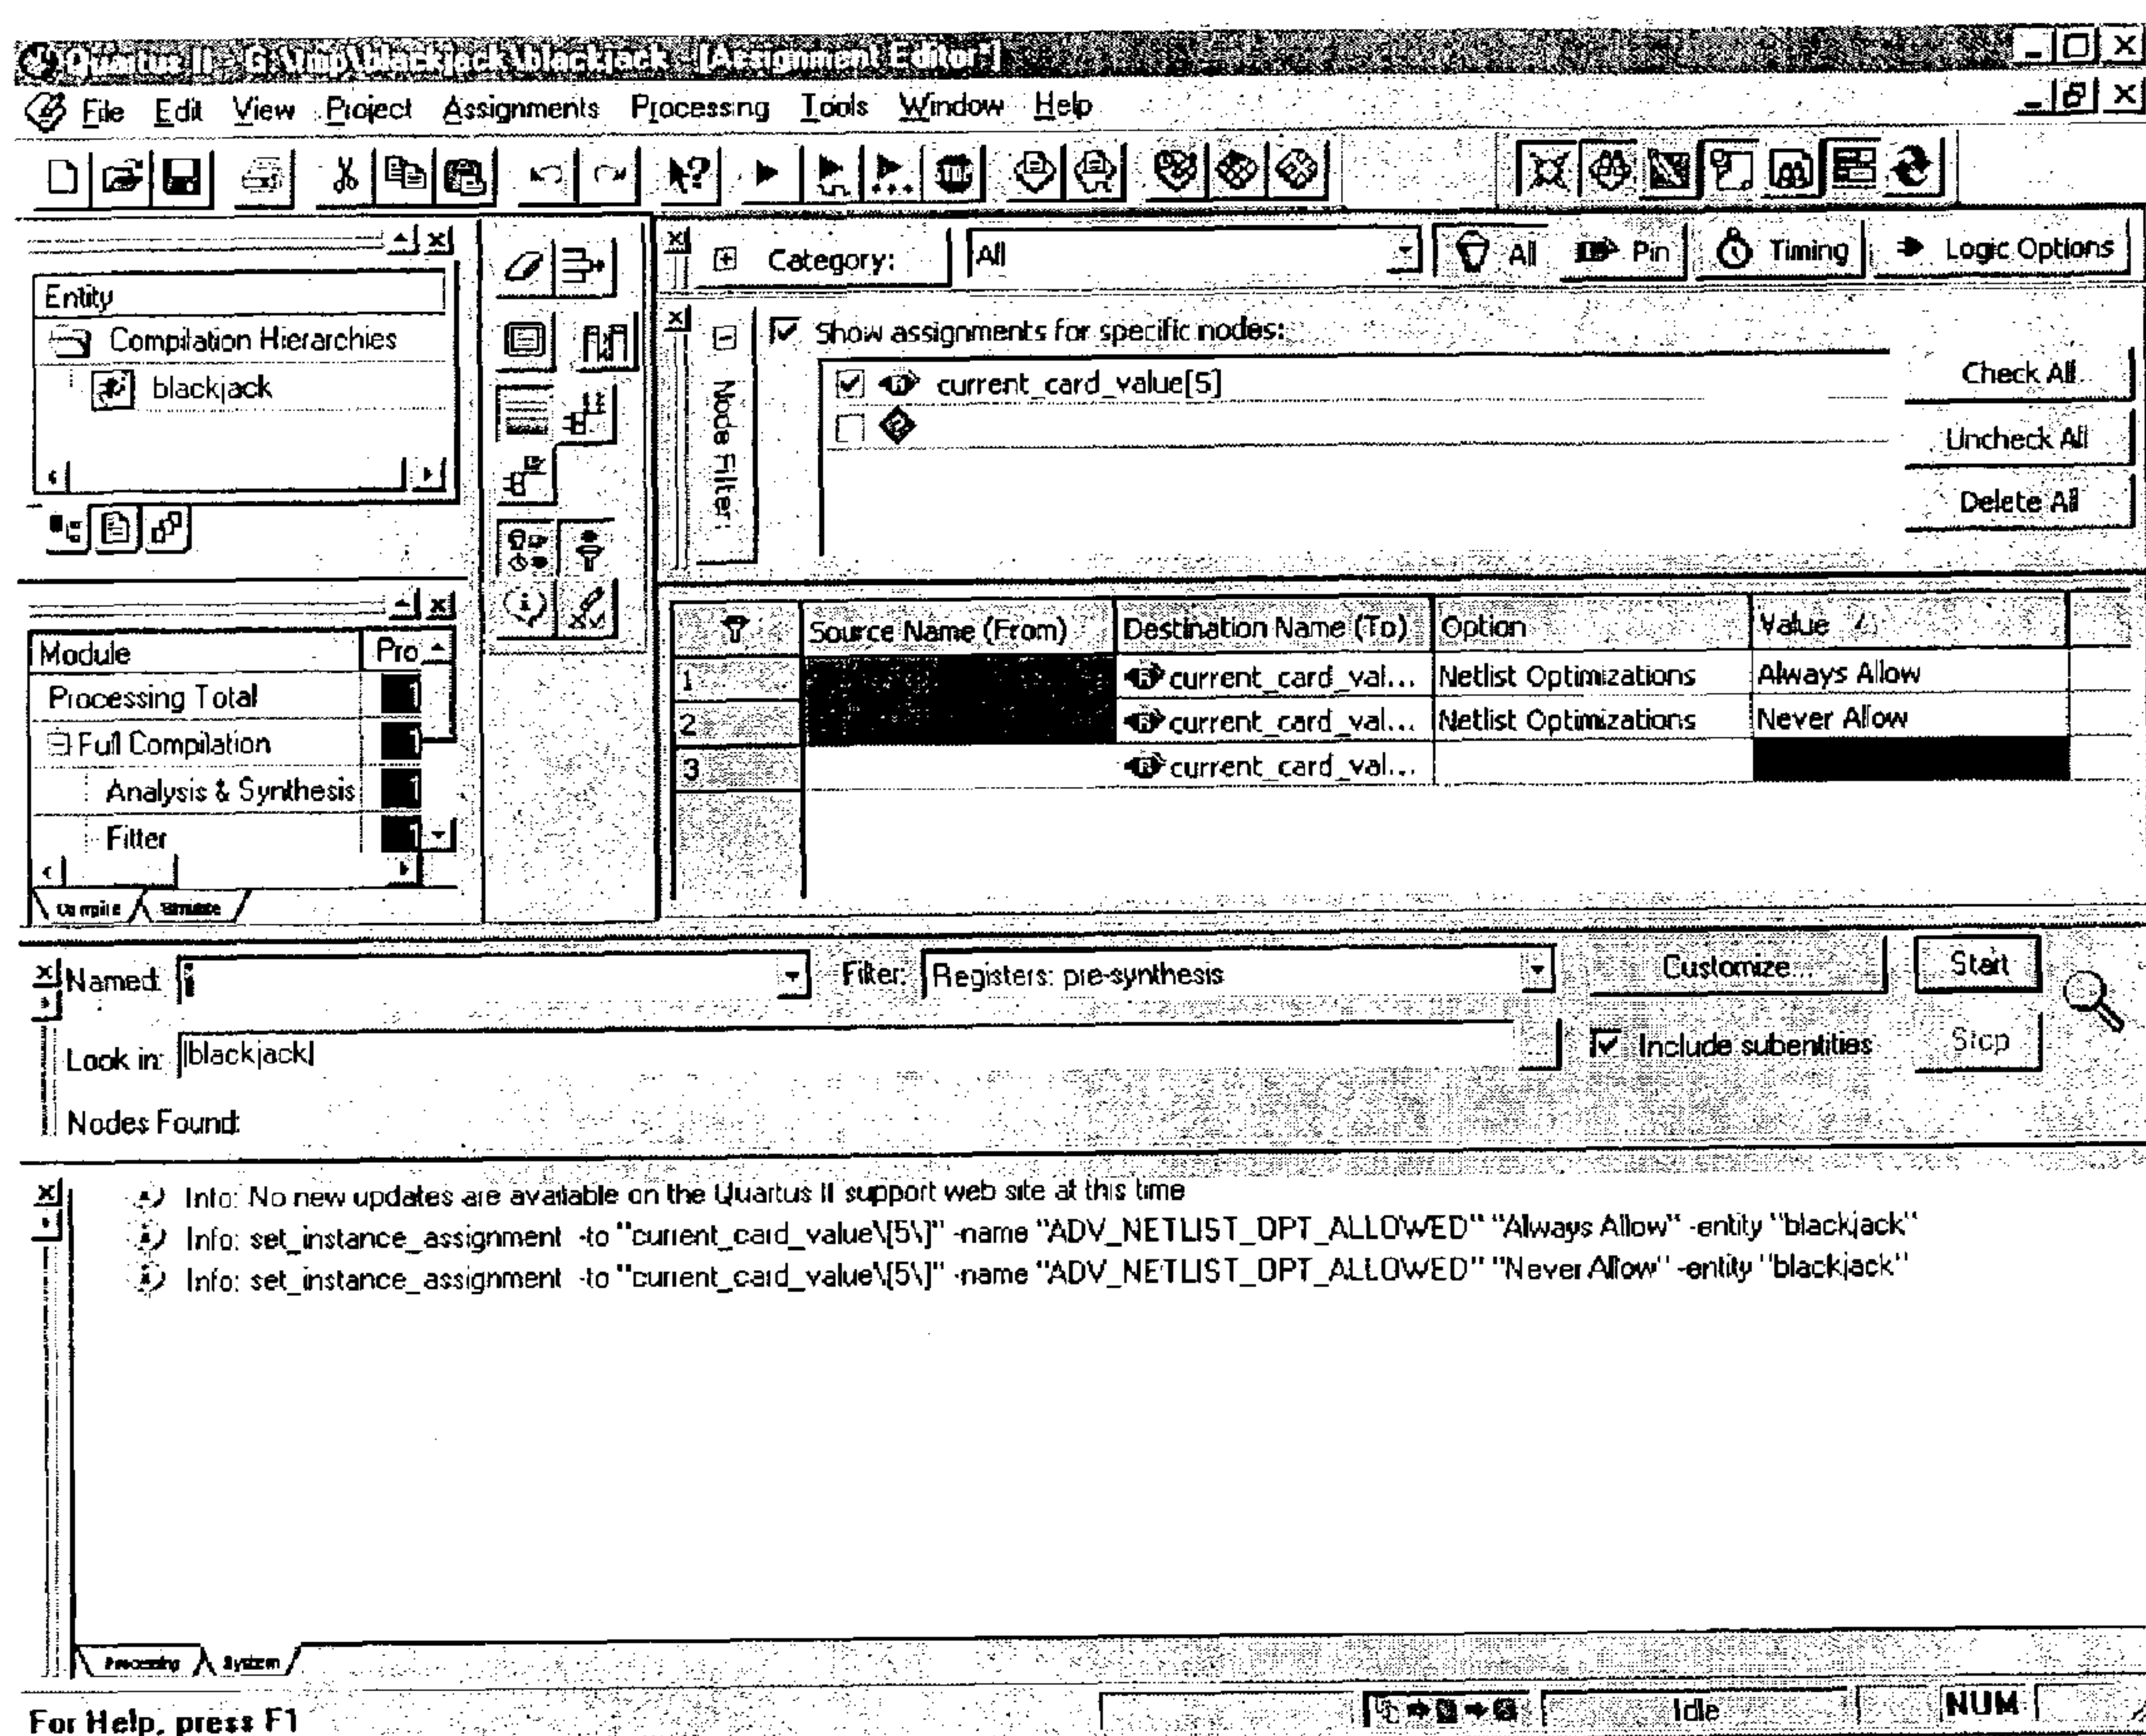 Quartus II - G:\tmp\blackjack\blackjack - [Assignment Editor*]
File Edit View Project Assignments Processing Tools Window Help
STOP
Entity
Compilation Hierarchies
blackjack
Category: All
All Pin Timing Logic Options
Node Filter:
Show assignments for specific nodes:
current_card_value[5]
Check All
Uncheck All
Delete All
Module Pro
Processing Total 1
Full Compilation 1
Analysis & Synthesis 1
Fitter 1
Compile Simulate
Source Name (From) Destination Name (To) Option Value
1 current_card_val... Netlist Optimizations Always Allow
2 current_card_val... Netlist Optimizations Never Allow
3 current_card_val...
Named: Filter: Registers: pre-synthesis Customize... Start
Look in: |blackjack| ... Include subentities Stop
Nodes Found:
Info: No new updates are available on the Quartus II support web site at this time
Info: set_instance_assignment -to "current_card_value\[5\]" -name "ADV_NETLIST_OPT_ALLOWED" "Always Allow" -entity "blackjack"
Info: set_instance_assignment -to "current_card_value\[5\]" -name "ADV_NETLIST_OPT_ALLOWED" "Never Allow" -entity "blackjack"
Processing System
For Help, press F1 Idle NUM